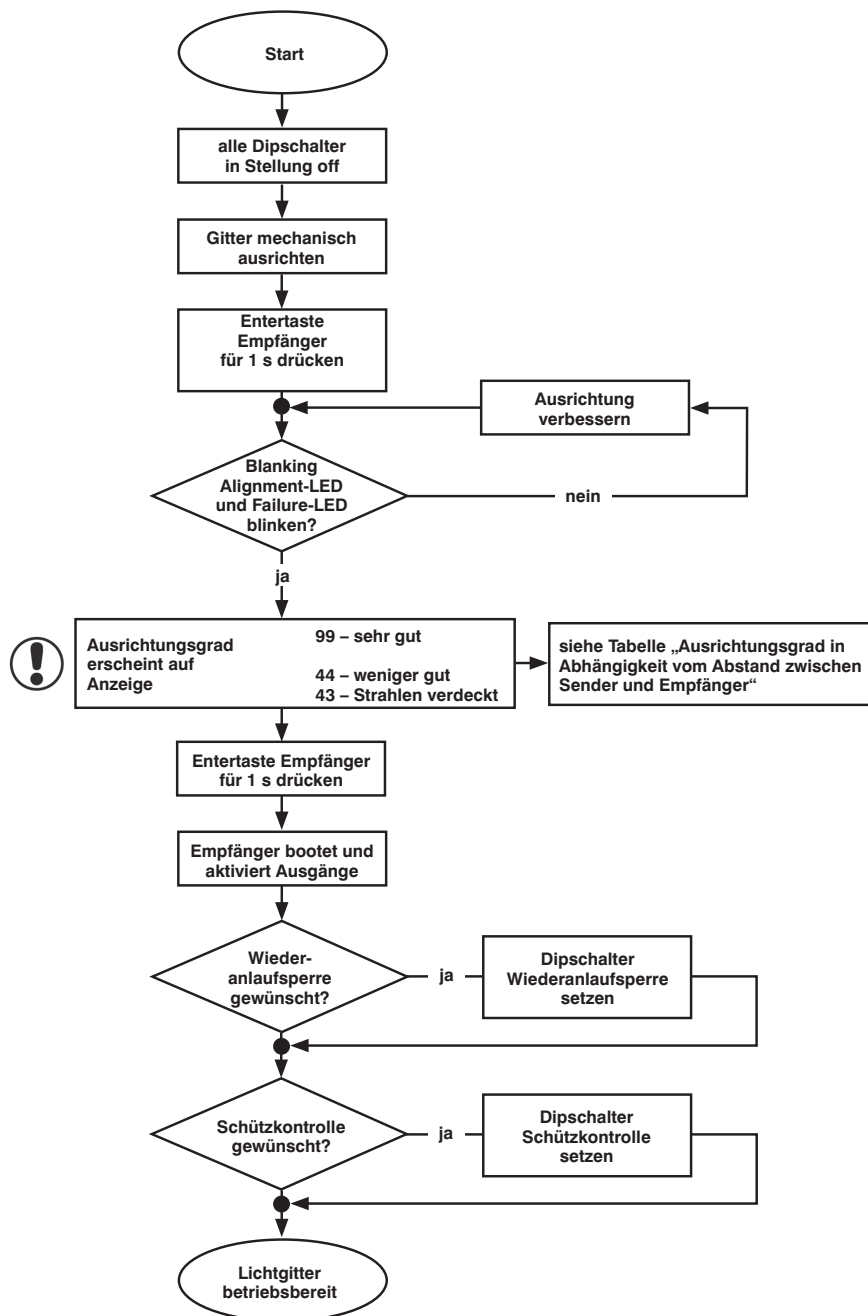 Start
alle Dipschalter
in Stellung off
Gitter mechanisch
ausrichten
Entertaste
Empfänger
für 1 s drücken
Ausrichtung
verbessern
Blanking
Alignment-LED
und Failure-LED
blinken?
nein
ja
Ausrichtungsgrad
erscheint auf
Anzeige
99 – sehr gut
44 – weniger gut
43 – Strahlen verdeckt
siehe Tabelle „Ausrichtungsgrad in
Abhängigkeit vom Abstand zwischen
Sender und Empfänger“
Entertaste Empfänger
für 1 s drücken
Empfänger bootet und
aktiviert Ausgänge
Wieder-
anlaufsperre
gewünscht?
ja
Dipschalter
Wiederanlaufsperre
setzen
Schützkontrolle
gewünscht?
ja
Dipschalter
Schützkontrolle
setzen
Lichtgitter
betriebsbereit